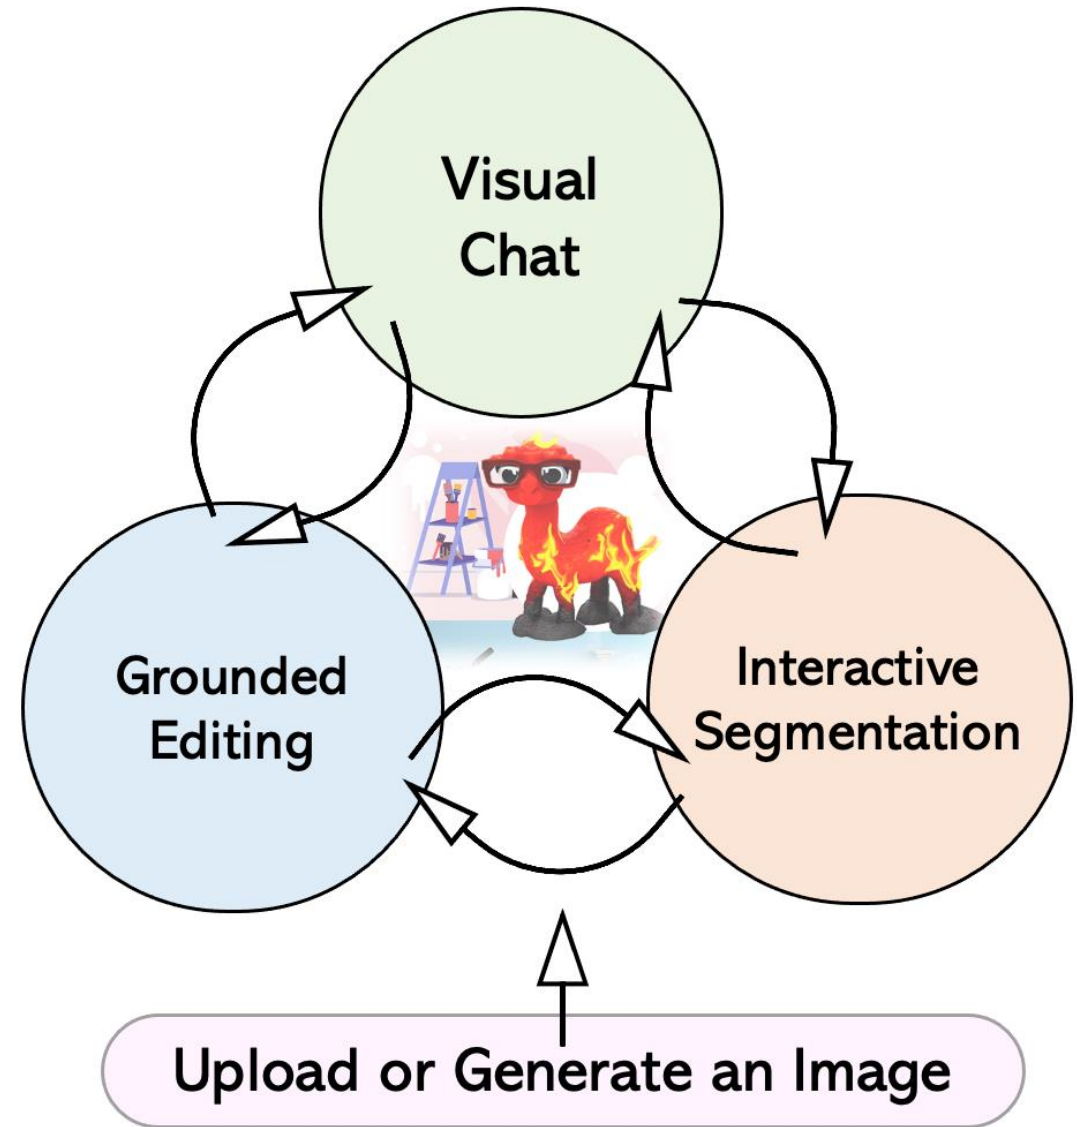 Visual
Chat
Grounded
Editing
Interactive
Segmentation
Upload or Generate an Image